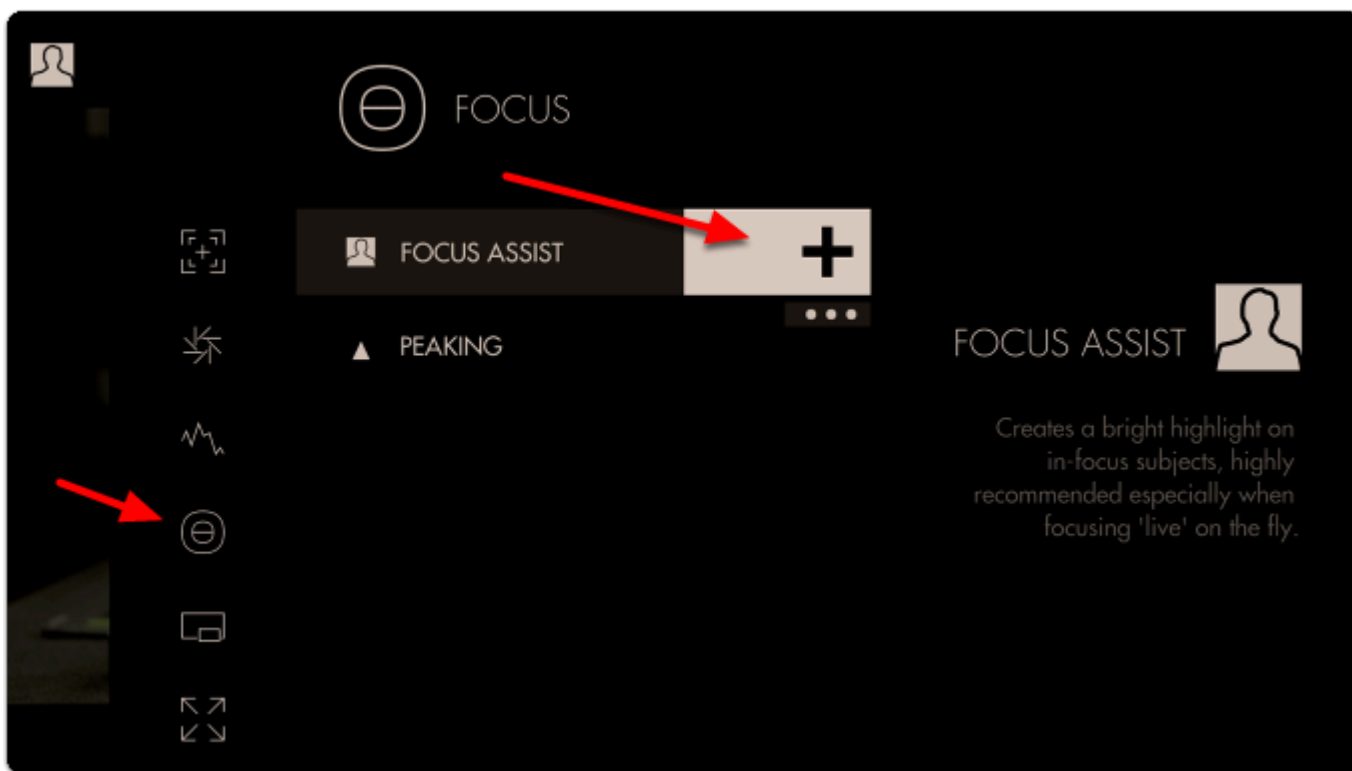 FOCUS
FOCUS ASSIST
PEAKING
FOCUS ASSIST
Creates a bright highlight on
in-focus subjects, highly
recommended especially when
focusing 'live' on the fly.